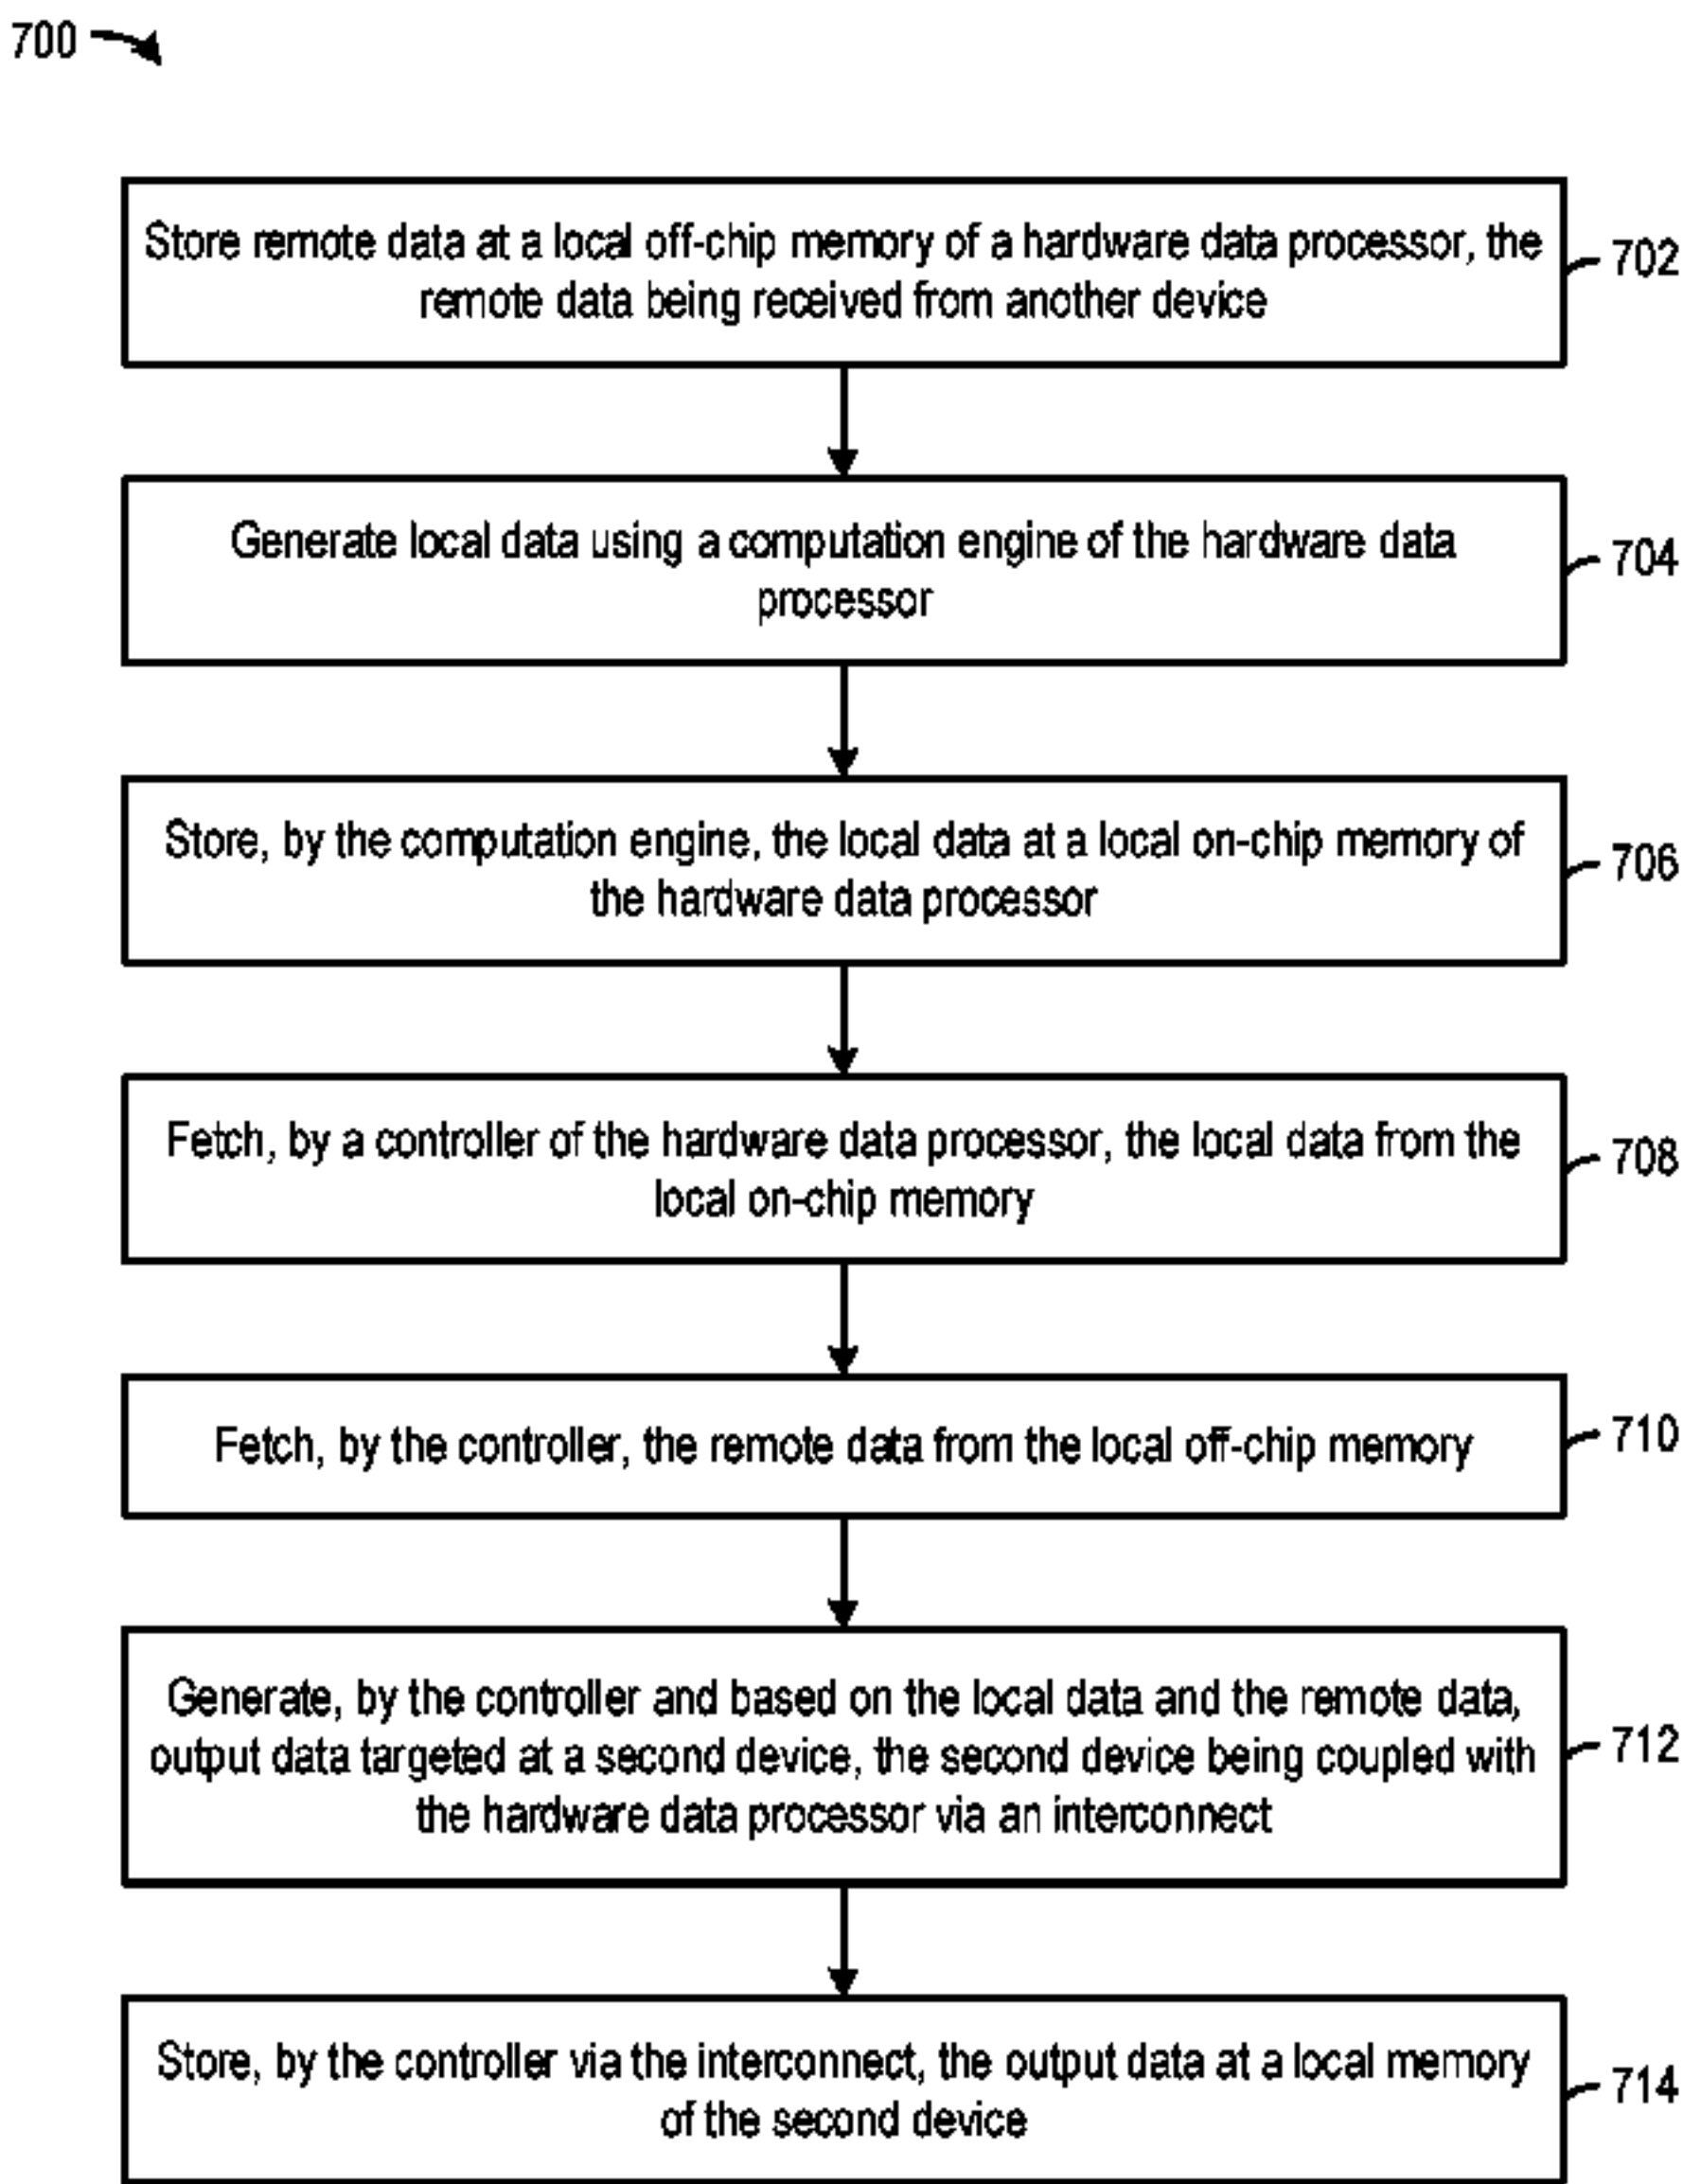 700
Store remote data at a local off-chip memory of a hardware data processor, the
remote data being received from another device
702
Generate local data using a computation engine of the hardware data
processor
704
Store, by the computation engine, the local data at a local on-chip memory of
the hardware data processor
706
Fetch, by a controller of the hardware data processor, the local data from the
local on-chip memory
708
Fetch, by the controller, the remote data from the local off-chip memory
710
Generate, by the controller and based on the local data and the remote data,
output data targeted at a second device, the second device being coupled with
the hardware data processor via an interconnect
712
Store, by the controller via the interconnect, the output data at a local memory
of the second device
714